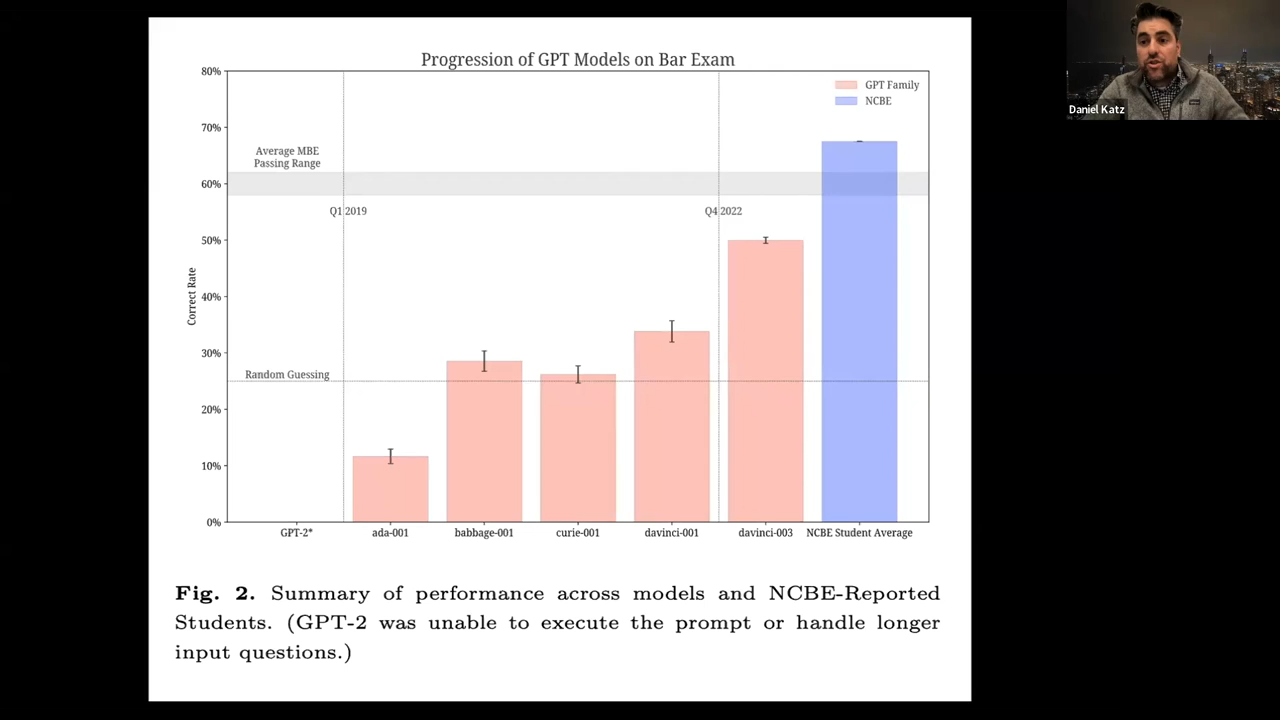 Progression of GPT Models on Bar Exam
GPT Family
NCBE
80%
70%
60%
50%
40%
30%
20%
10%
0%
Correct Rate
Average MBE
Passing Range
Q1 2019
Q4 2022
Random Guessing
GPT-2*
ada-001
babbage-001
curie-001
davinci-001
davinci-003
NCBE Student Average
Fig. 2. Summary of performance across models and NCBE-Reported
Students. (GPT-2 was unable to execute the prompt or handle longer
input questions.)
Daniel Katz